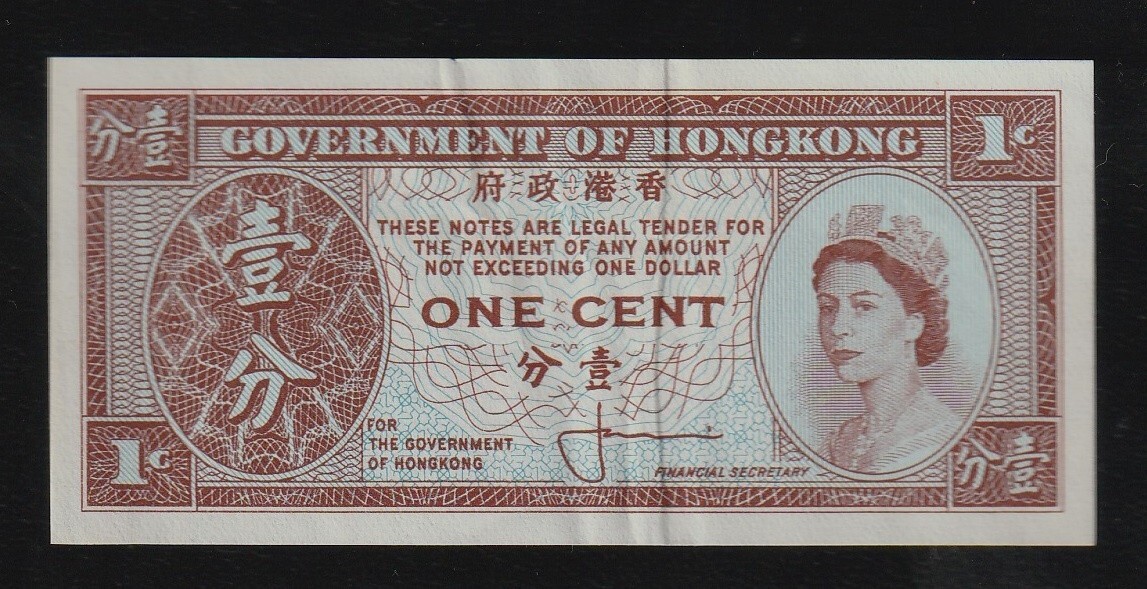 分壹
GOVERNMENT OF HONGKONG
1C
府政港香
THESE NOTES ARE LEGAL TENDER FOR
THE PAYMENT OF ANY AMOUNT
NOT EXCEEDING ONE DOLLAR
壹分
ONE CENT
分壹
FOR
THE GOVERNMENT
OF HONGKONG
FINANCIAL SECRETARY
1C
分壹